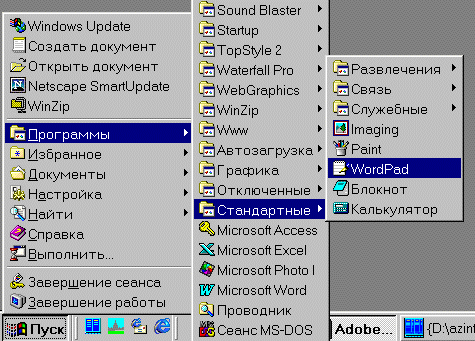 Windows Update
Создать документ
Открыть документ
Netscape SmartUpdate
WinZip
Программы
Избранное
Документы
Настройка
Найти
Справка
Выполнить...
Завершение сеанса
Завершение работы
Пуск
Sound Blaster
Startup
TopStyle 2
Waterfall Pro
WebGraphics
WinZip
Www
Автозагрузка
Графика
Отключенные
Стандартные
Microsoft Access
Microsoft Excel
Microsoft Photo I
Microsoft Word
Проводник
Сеанс MS-DOS
Развлечения
Связь
Служебные
Imaging
Paint
WordPad
Блокнот
Калькулятор
Adobe...
{D:\azinf